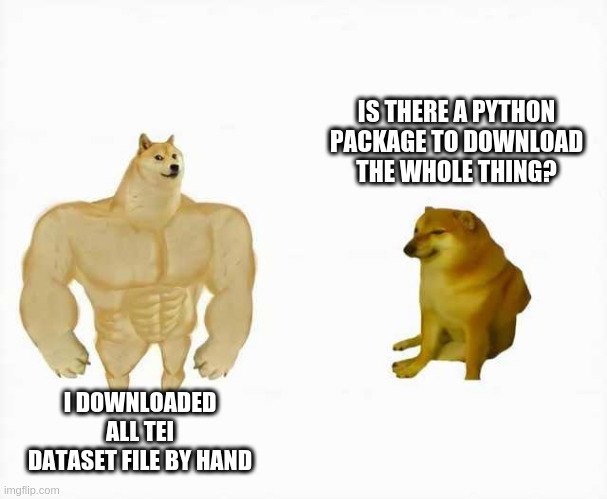 IS THERE A PYTHON
PACKAGE TO DOWNLOAD
THE WHOLE THING?
I DOWNLOADED
ALL TEI
DATASET FILE BY HAND
imgflip.com